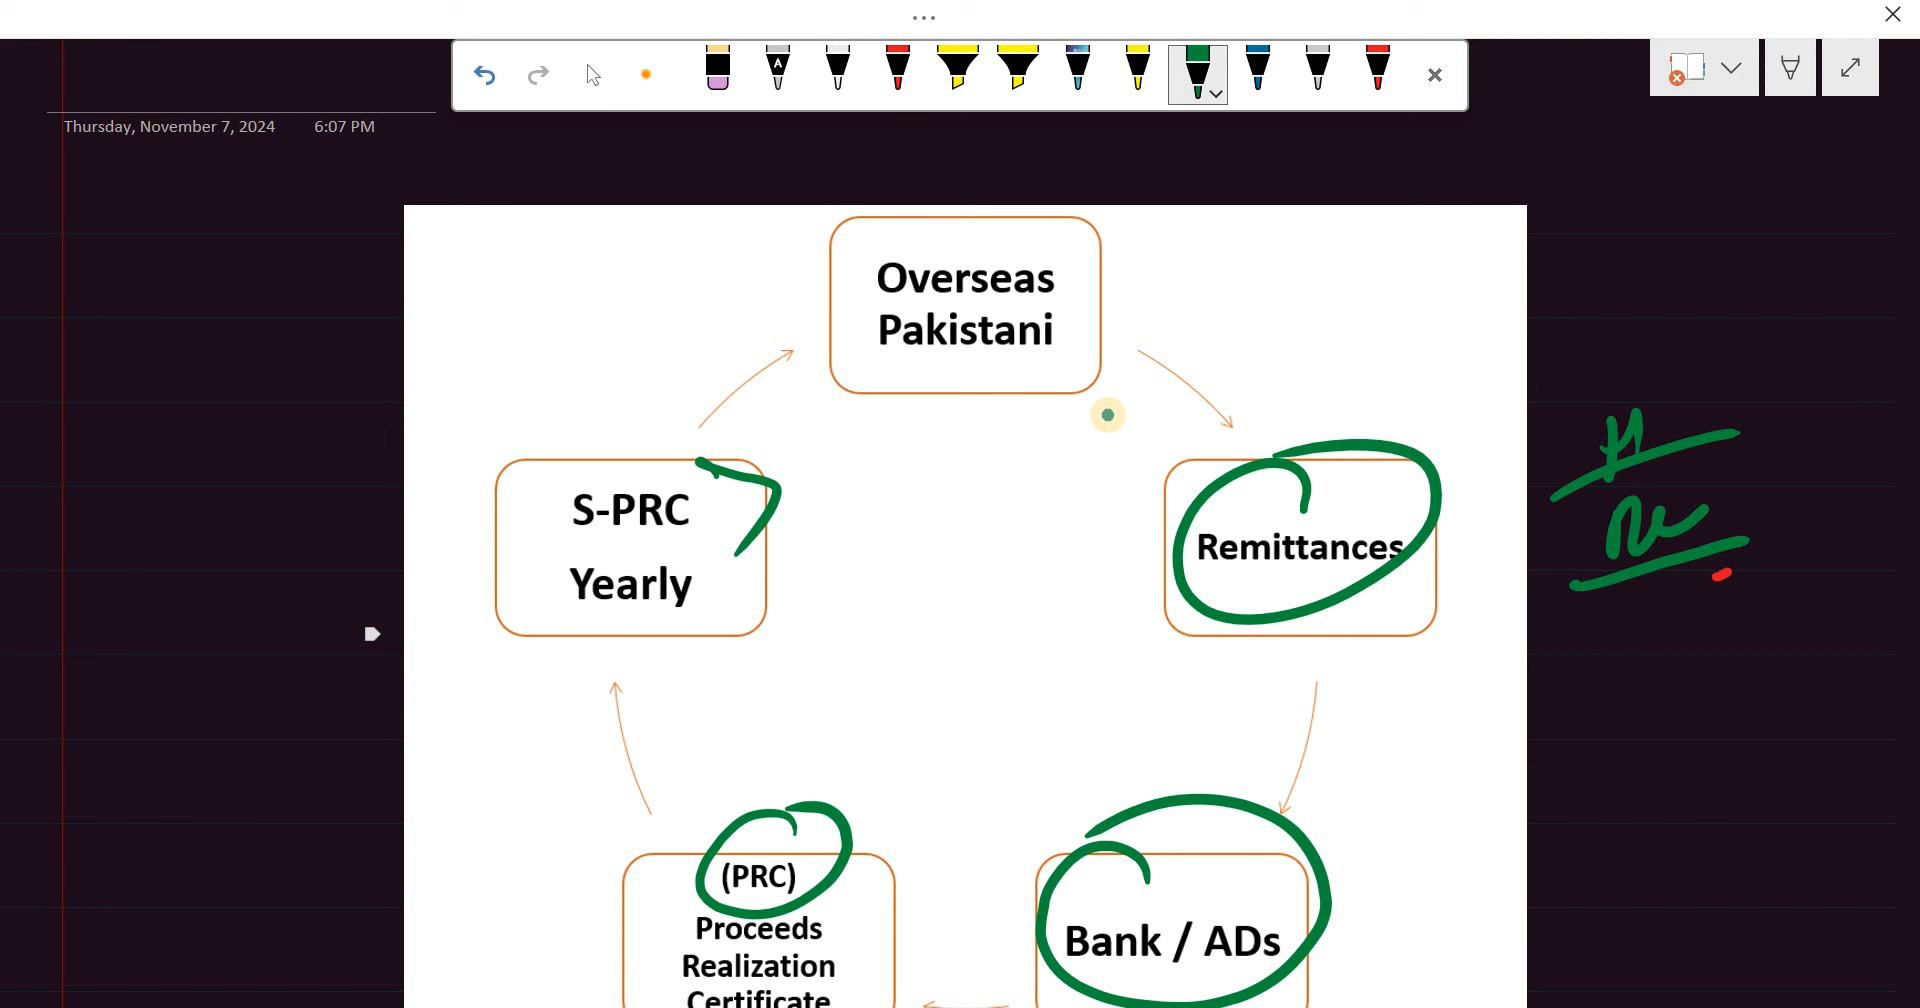 Thursday, November 7, 2024 6:07 PM
Overseas
Pakistani
S-PRC
Yearly
Remittances
(PRC)
Proceeds
Realization
Certificate
Bank / ADs